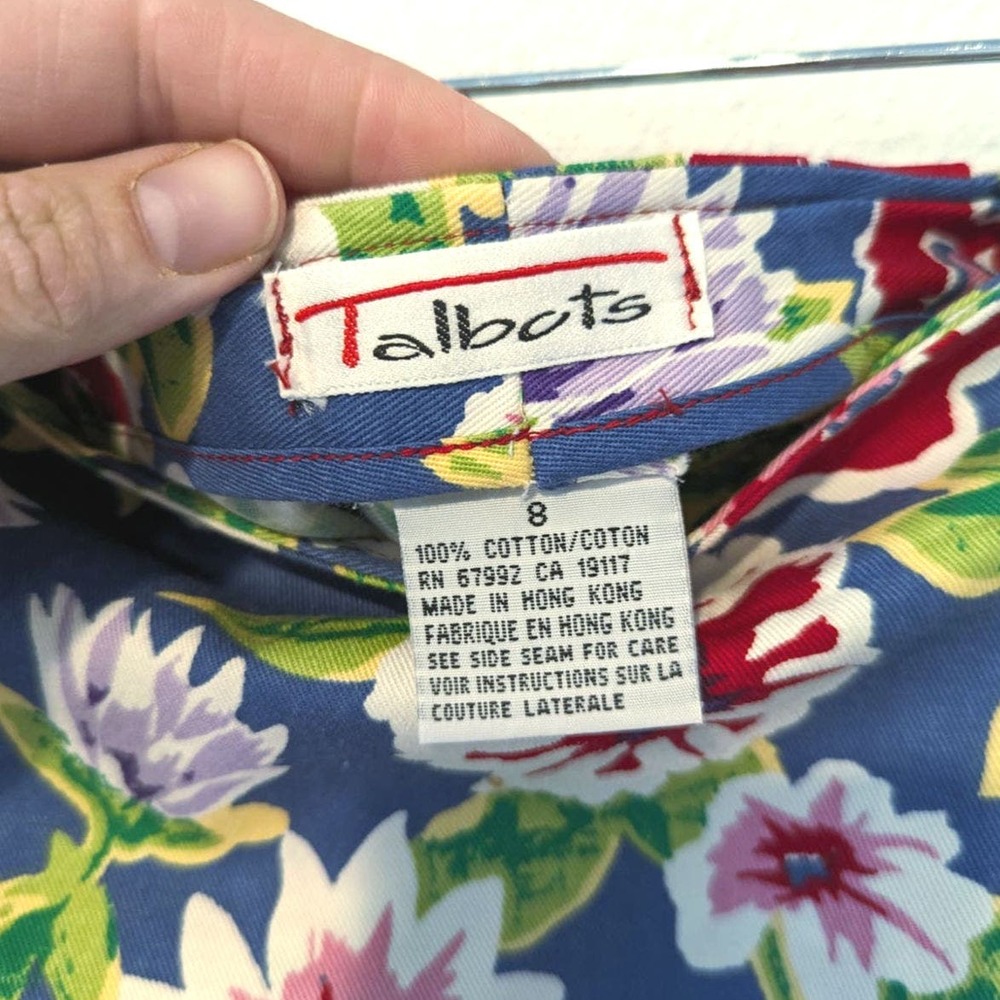 Talbots
8
100% COTTON/COTON
RN 67992 CA 19117
MADE IN HONG KONG
FABRIQUE EN HONG KONG
SEE SIDE SEAM FOR CARE
VOIR INSTRUCTIONS SUR LA
COUTURE LATERALE